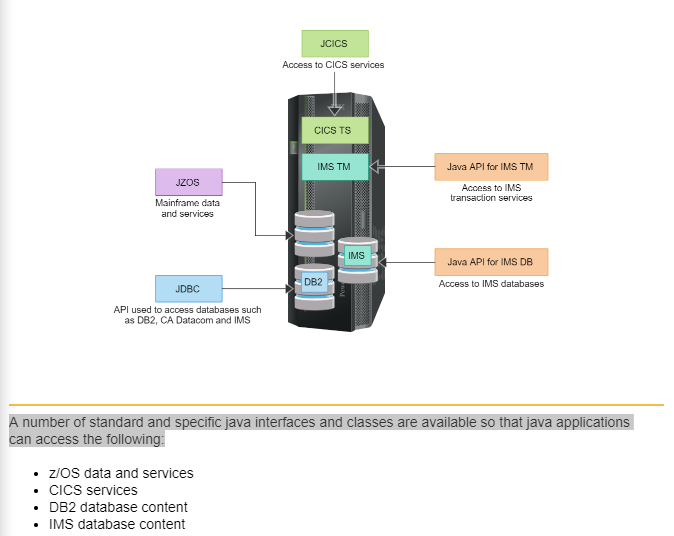 JCICS
Access to CICS services
CICS TS
IMS TM
Java API for IMS TM
Access to IMS
transaction services
JZOS
Mainframe data
and services
IMS
Java API for IMS DB
Access to IMS databases
DB2
JDBC
API used to access databases such
as DB2, CA Datacom and IMS
A number of standard and specific java interfaces and classes are available so that java applications
can access the following:
• z/OS data and services
• CICS services
• DB2 database content
• IMS database content